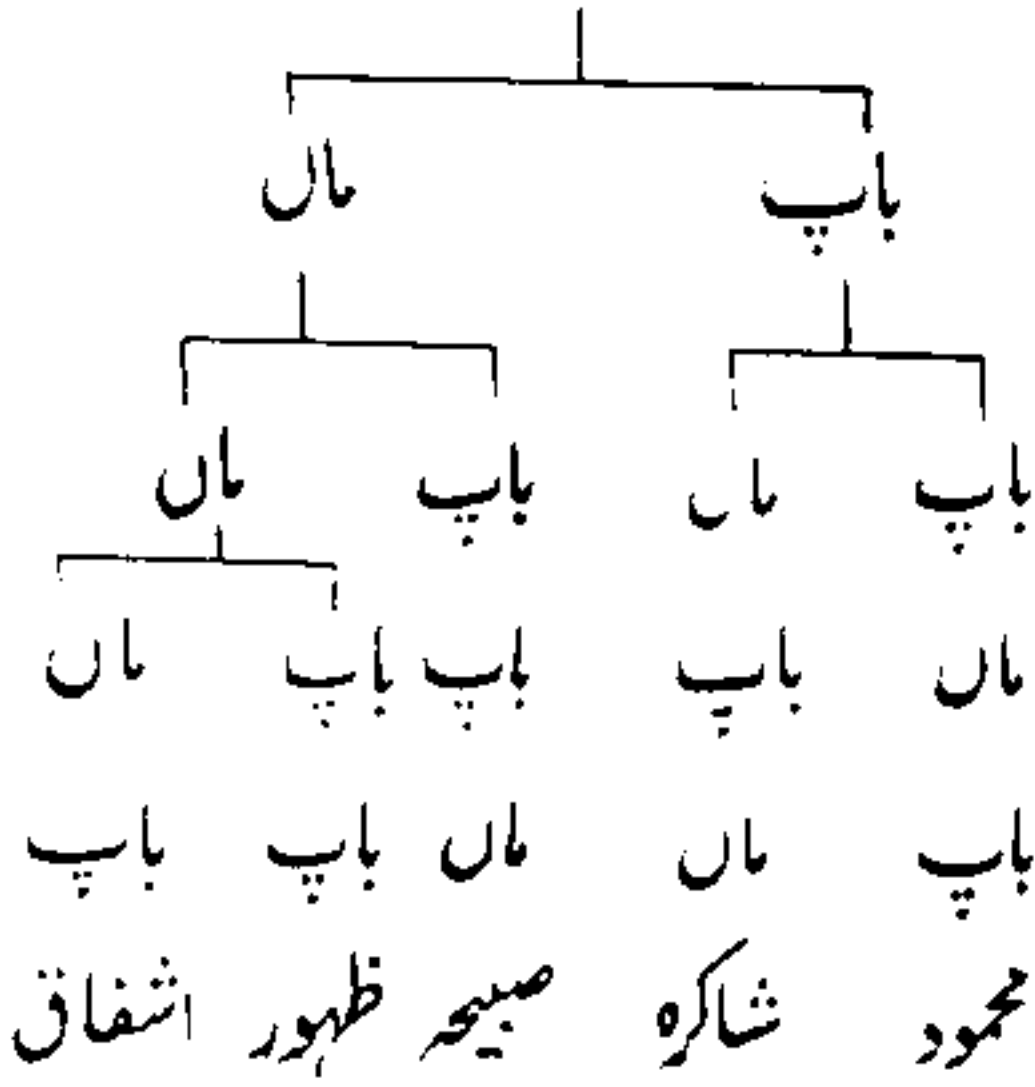 باپ ماں
باپ ماں باپ ماں
ماں باپ باپ باپ ماں
باپ ماں ماں باپ باپ
محمود شاکرہ صبیحہ ظہور اشفاق